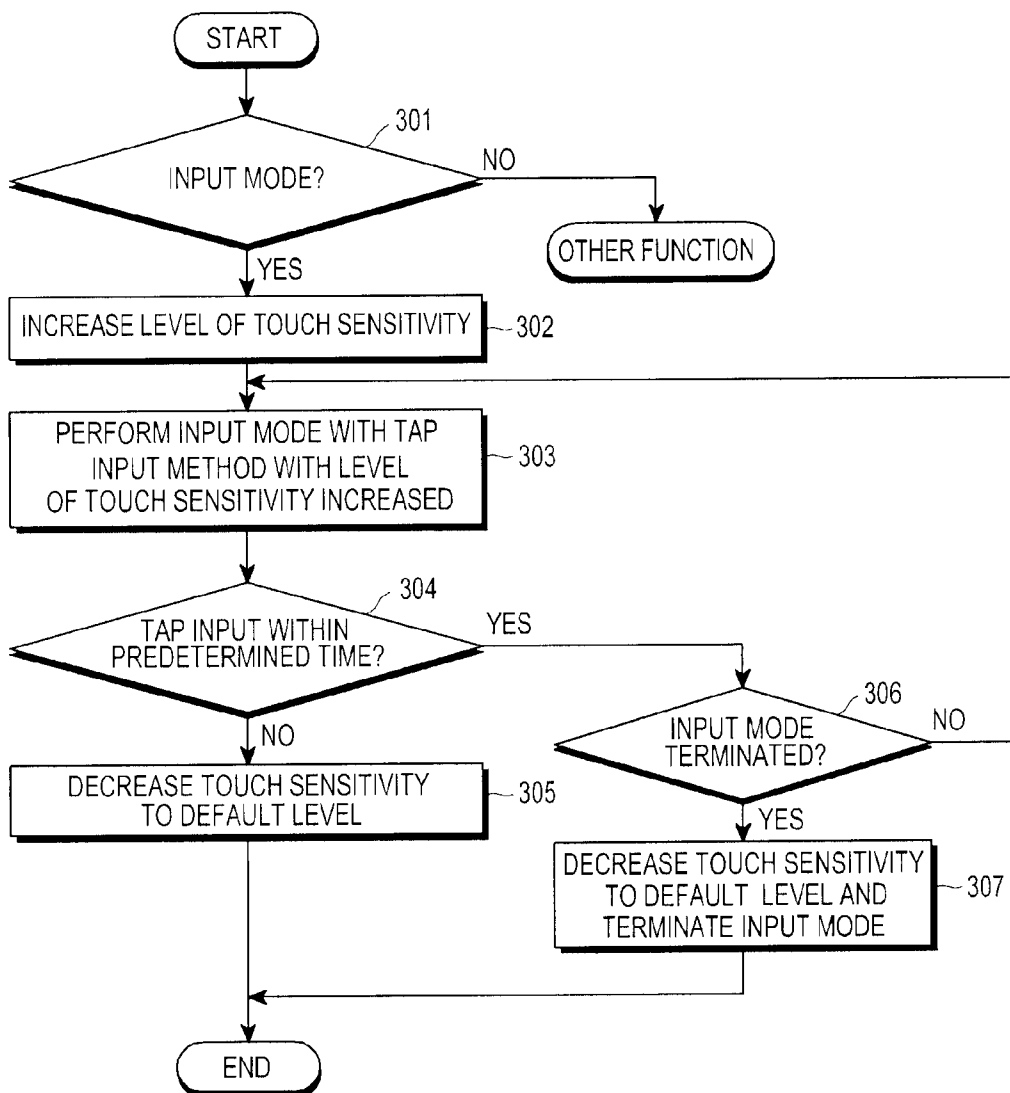 START
301
INPUT MODE?
NO
OTHER FUNCTION
YES
INCREASE LEVEL OF TOUCH SENSITIVITY
302
PERFORM INPUT MODE WITH TAP
INPUT METHOD WITH LEVEL
OF TOUCH SENSITIVITY INCREASED
303
304
TAP INPUT WITHIN
PREDETERMINED TIME?
YES
306
INPUT MODE
TERMINATED?
NO
NO
DECREASE TOUCH SENSITIVITY
TO DEFAULT LEVEL
305
YES
DECREASE TOUCH SENSITIVITY
TO DEFAULT LEVEL AND
TERMINATE INPUT MODE
307
END